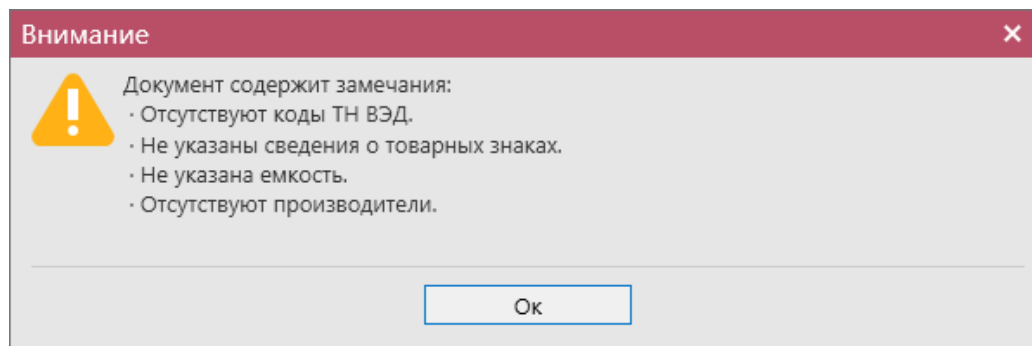 Внимание
Документ содержит замечания:
· Отсутствуют коды ТН ВЭД.
· Не указаны сведения о товарных знаках.
· Не указана емкость.
· Отсутствуют производители.
Ок